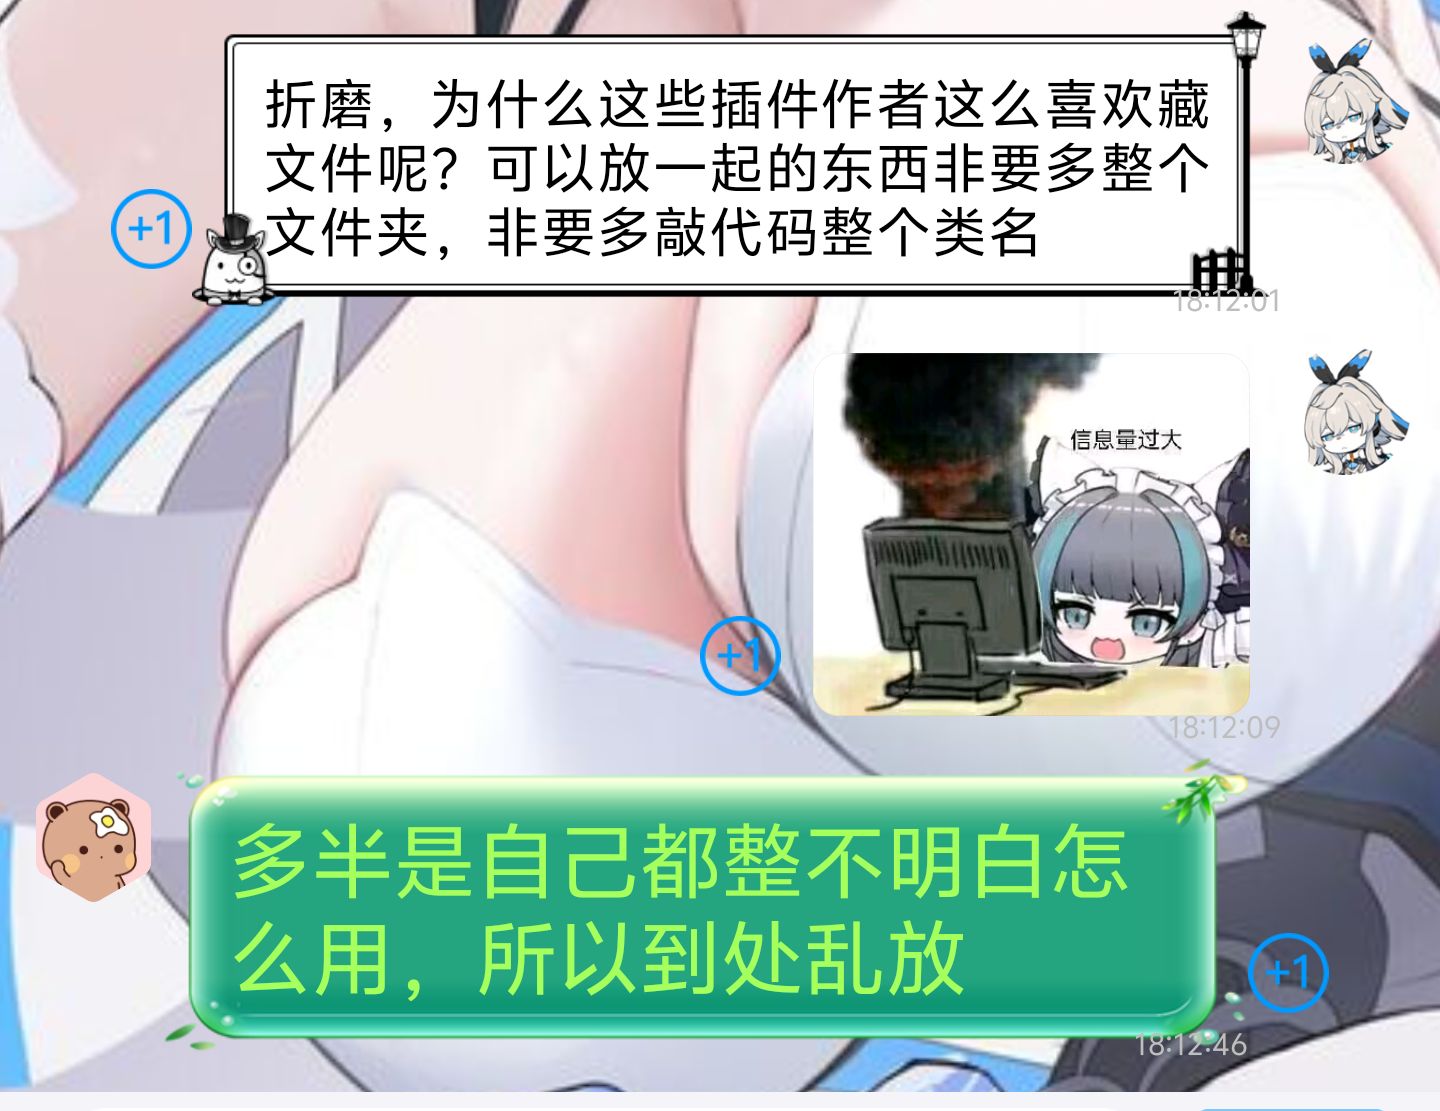 折磨，为什么这些插件作者这么喜欢藏
文件呢？可以放一起的东西非要多整个
文件夹，非要多敲代码整个类名
+1
18:12:01
信息量过大
+1
18:12:09
多半是自己都整不明白怎
么用，所以到处乱放
+1
18:12:46